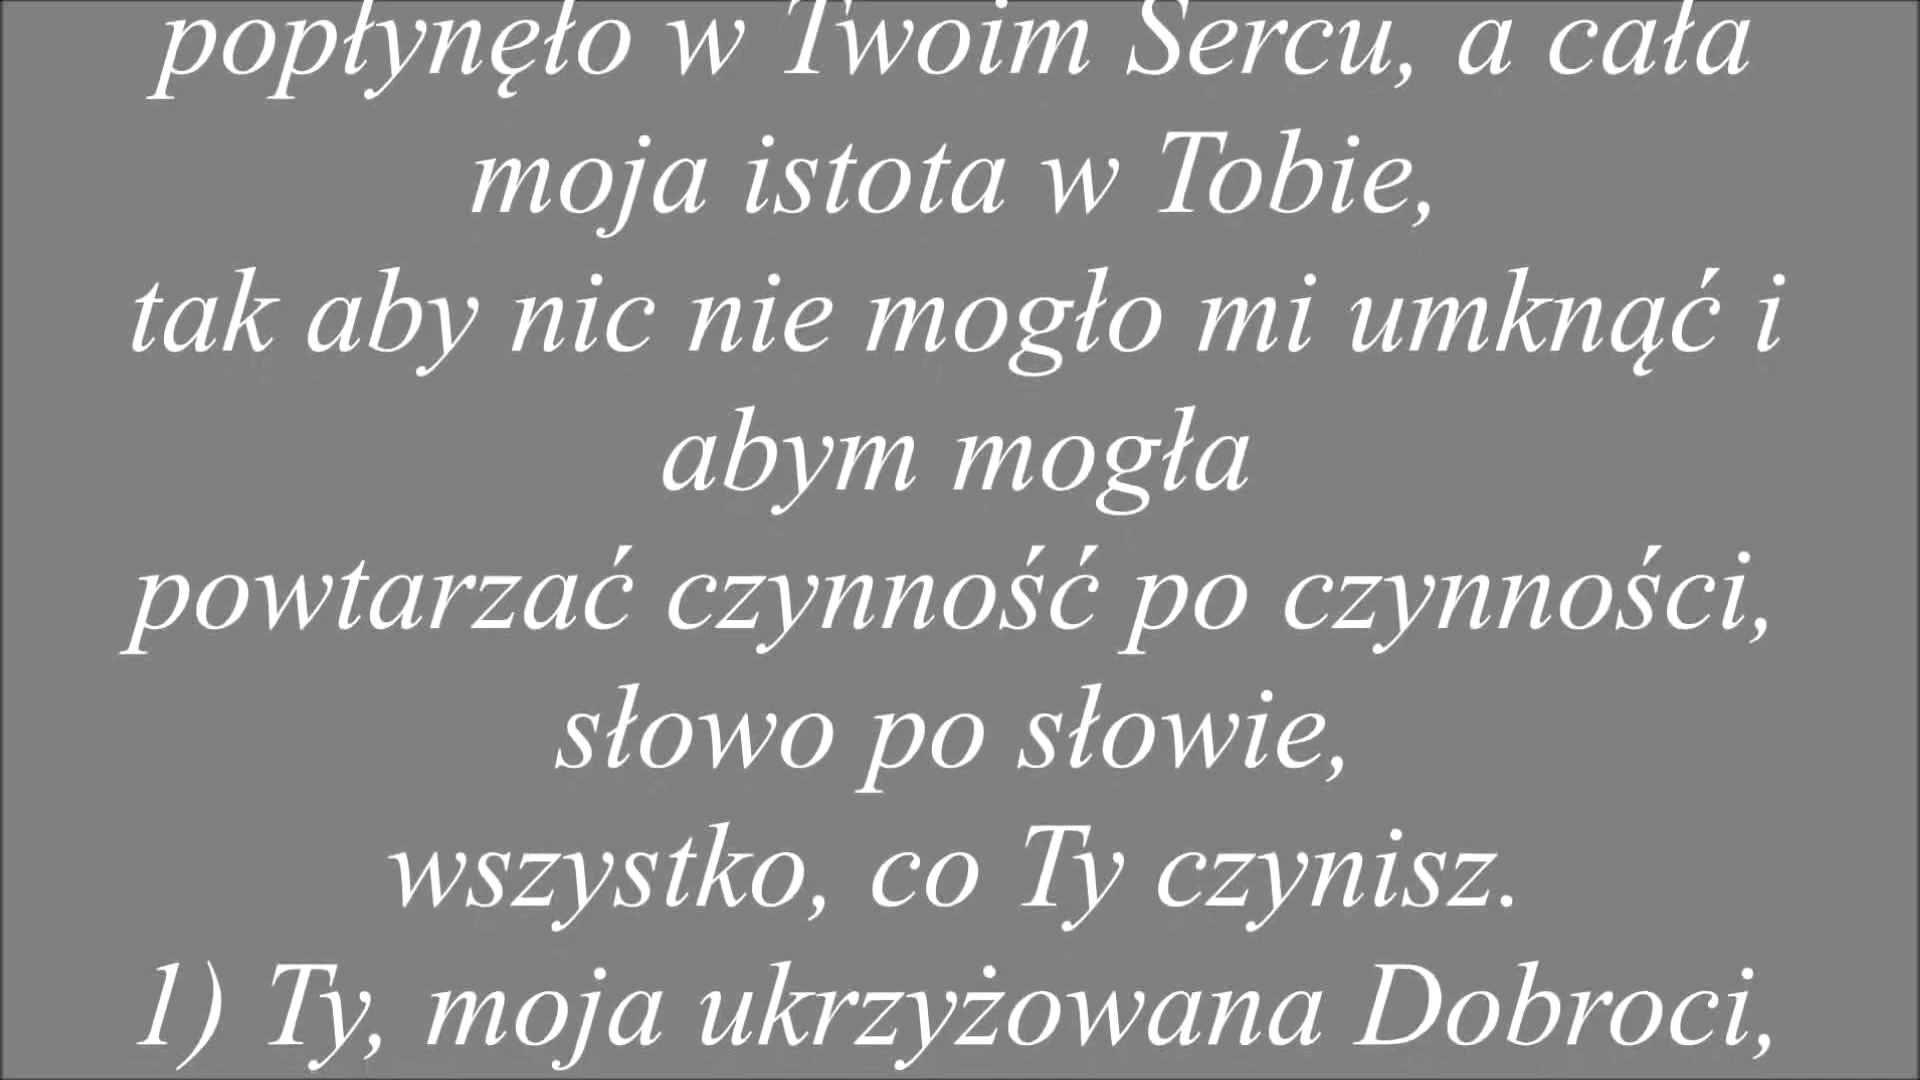 popłynęło w Twoim Sercu, a cała
moja istota w Tobie,
tak aby nic nie mogło mi umknąć i
abym mogła
powtarzać czynność po czynności,
słowo po słowie,
wszystko, co Ty czynisz.
1) Ty, moja ukrzyżowana Dobroci,